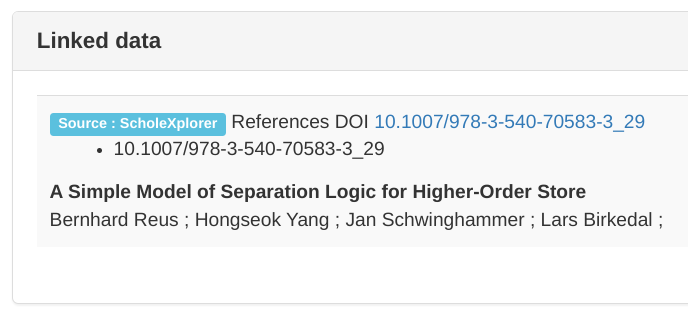 Linked data
Source : ScholeXplorer References DOI 10.1007/978-3-540-70583-3_29
• 10.1007/978-3-540-70583-3_29
A Simple Model of Separation Logic for Higher-Order Store
Bernhard Reus ; Hongseok Yang ; Jan Schwinghammer ; Lars Birkedal ;